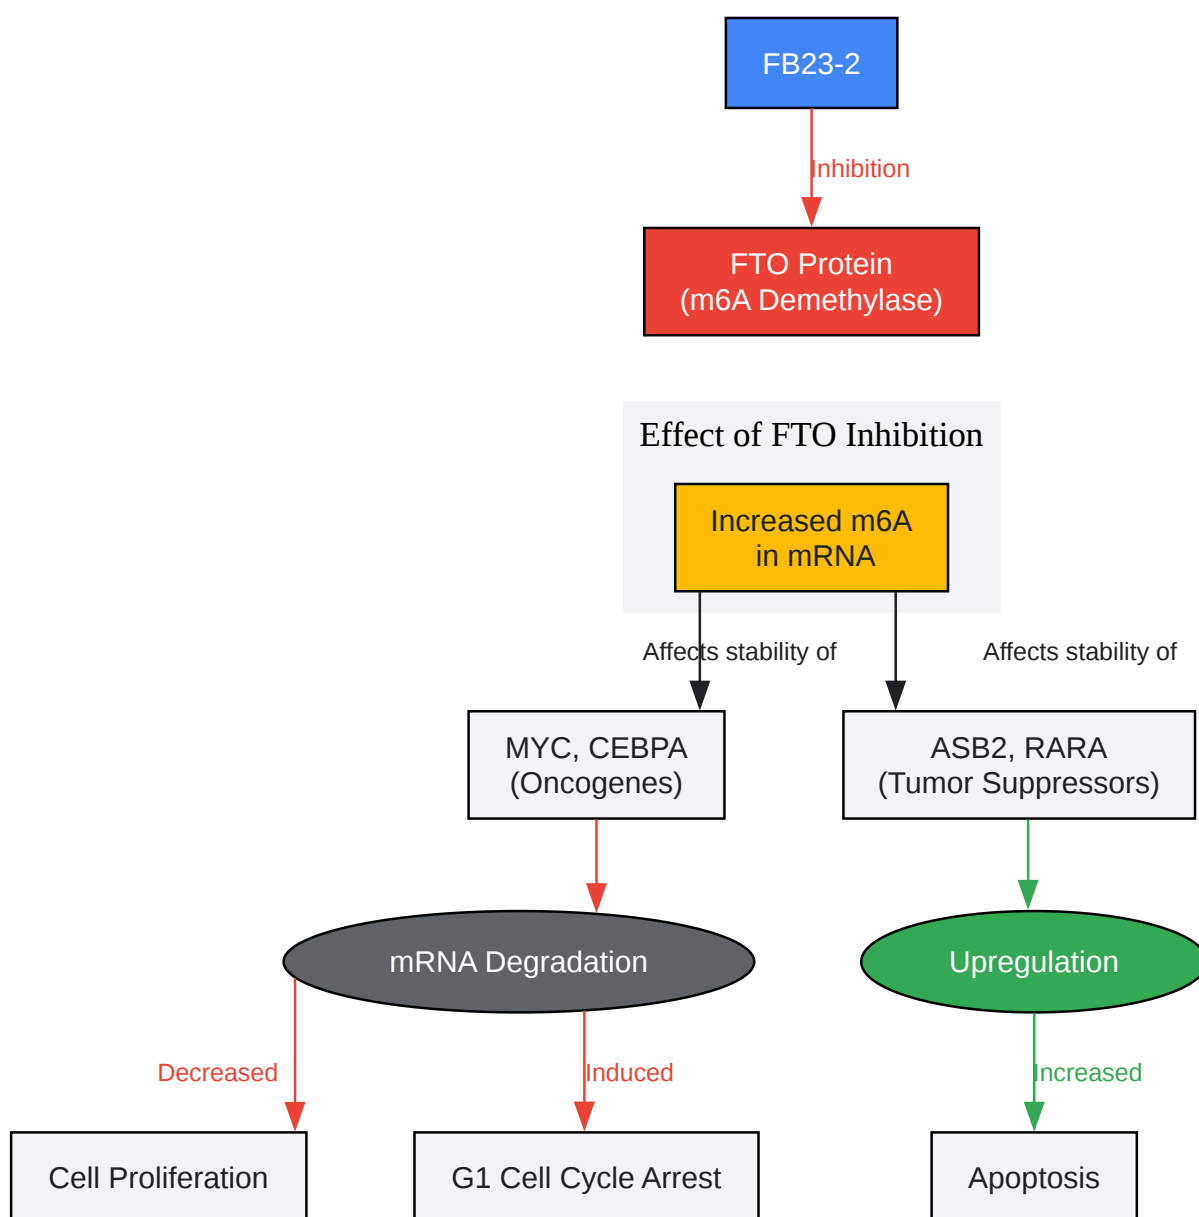 FB23-2
Inhibition
FTO Protein
(m6A Demethylase)
Effect of FTO Inhibition
Increased m6A
in mRNA
Affects stability of
Affects stability of
MYC, CEBPA
(Oncogenes)
ASB2, RARA
(Tumor Suppressors)
mRNA Degradation
Upregulation
Decreased
Induced
Increased
Cell Proliferation
G1 Cell Cycle Arrest
Apoptosis